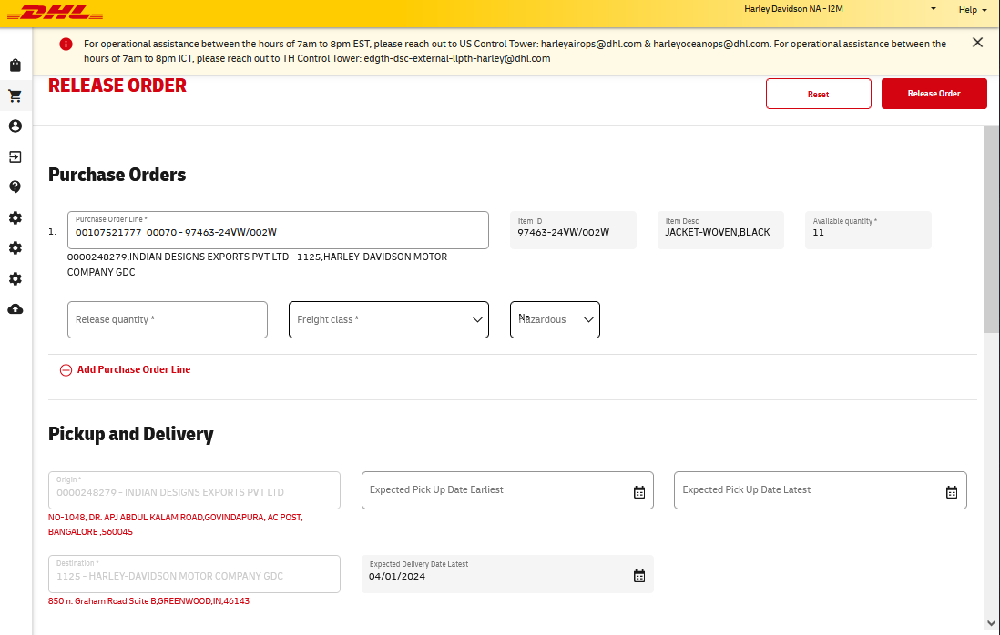 DHL
Harley Davidson NA - I2M
Help
For operational assistance between the hours of 7am to 8pm EST, please reach out to US Control Tower: harleyairops@dhl.com & harleyoceanops@dhl.com. For operational assistance between the
hours of 7am to 8pm ICT, please reach out to TH Control Tower: edgth-dsc-external-llpth-harley@dhl.com
RELEASE ORDER
Reset
Release Order
Purchase Orders
1.
Purchase Order Line *
00107521777_00070 - 97463-24VW/002W
Item ID
97463-24VW/002W
Item Desc
JACKET-WOVEN,BLACK
Available quantity *
11
0000248279,INDIAN DESIGNS EXPORTS PVT LTD - 1125,HARLEY-DAVIDSON MOTOR
COMPANY GDC
Release quantity *
Freight class *
No
Hazardous
Add Purchase Order Line
Pickup and Delivery
Origin *
0000248279 - INDIAN DESIGNS EXPORTS PVT LTD
Expected Pick Up Date Earliest
Expected Pick Up Date Latest
NO-1048, DR. APJ ABDUL KALAM ROAD,GOVINDAPURA, AC POST,
BANGALORE ,560045
Destination *
1125 - HARLEY-DAVIDSON MOTOR COMPANY GDC
Expected Delivery Date Latest
04/01/2024
850 n. Graham Road Suite B,GREENWOOD,IN,46143